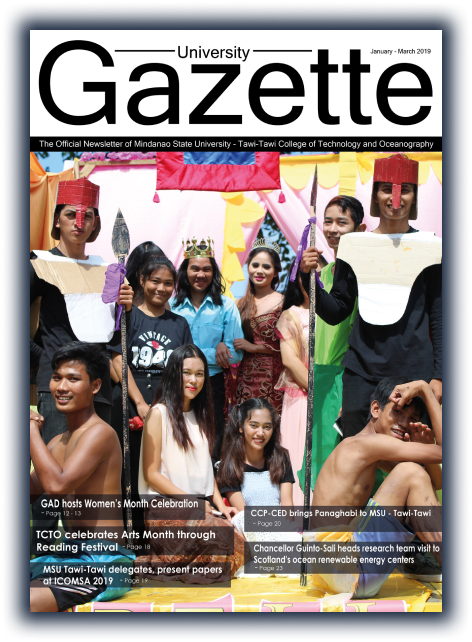 University
January - March 2019
Gazette
The Official Newsletter of Mindanao State University - Tawi-Tawi College of Technology and Oceanography
VINTAGE
GAD hosts Women's Month Celebration
~ Page 12 - 13
TCTO celebrates Arts Month through
Reading Festival ~ Page 18
MSU Tawi-Tawi delegates, present papers
at ICOMSA 2019 ~ Page 19
CCP-CED brings Panaghabi to MSU - Tawi-Tawi
~ Page 20
Chancellor Guinto-Sali heads research team visit to
Scotland's ocean renewable energy centers
~ Page 23